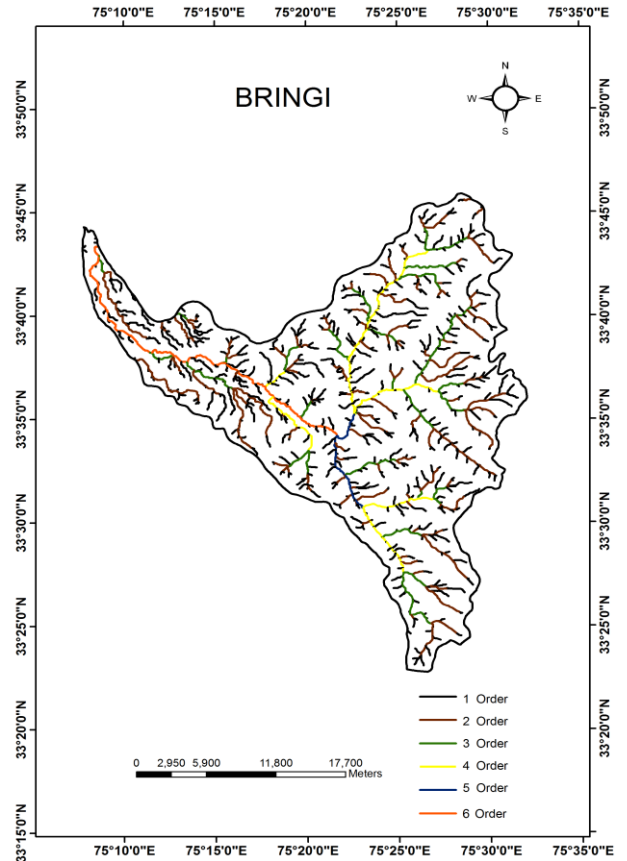 75°10'0"E 75°15'0"E 75°20'0"E 75°25'0"E 75°30'0"E 75°35'0"E
BRINGI
N
W E
S
33°50'0"N 33°50'0"N
33°45'0"N 33°45'0"N
33°40'0"N 33°40'0"N
33°35'0"N 33°35'0"N
33°30'0"N 33°30'0"N
33°25'0"N 33°25'0"N
33°20'0"N 33°20'0"N
33°15'0"N 33°15'0"N
1 Order
2 Order
3 Order
4 Order
5 Order
6 Order
0 2,950 5,900 11,800 17,700
Meters
75°10'0"E 75°15'0"E 75°20'0"E 75°25'0"E 75°30'0"E 75°35'0"E